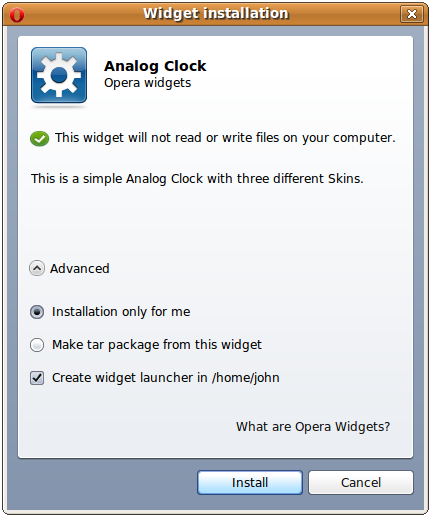 Widget installation
Analog Clock
Opera widgets
This widget will not read or write files on your computer.
This is a simple Analog Clock with three different Skins.
Advanced
Installation only for me
Make tar package from this widget
Create widget launcher in /home/john
What are Opera Widgets?
Install
Cancel